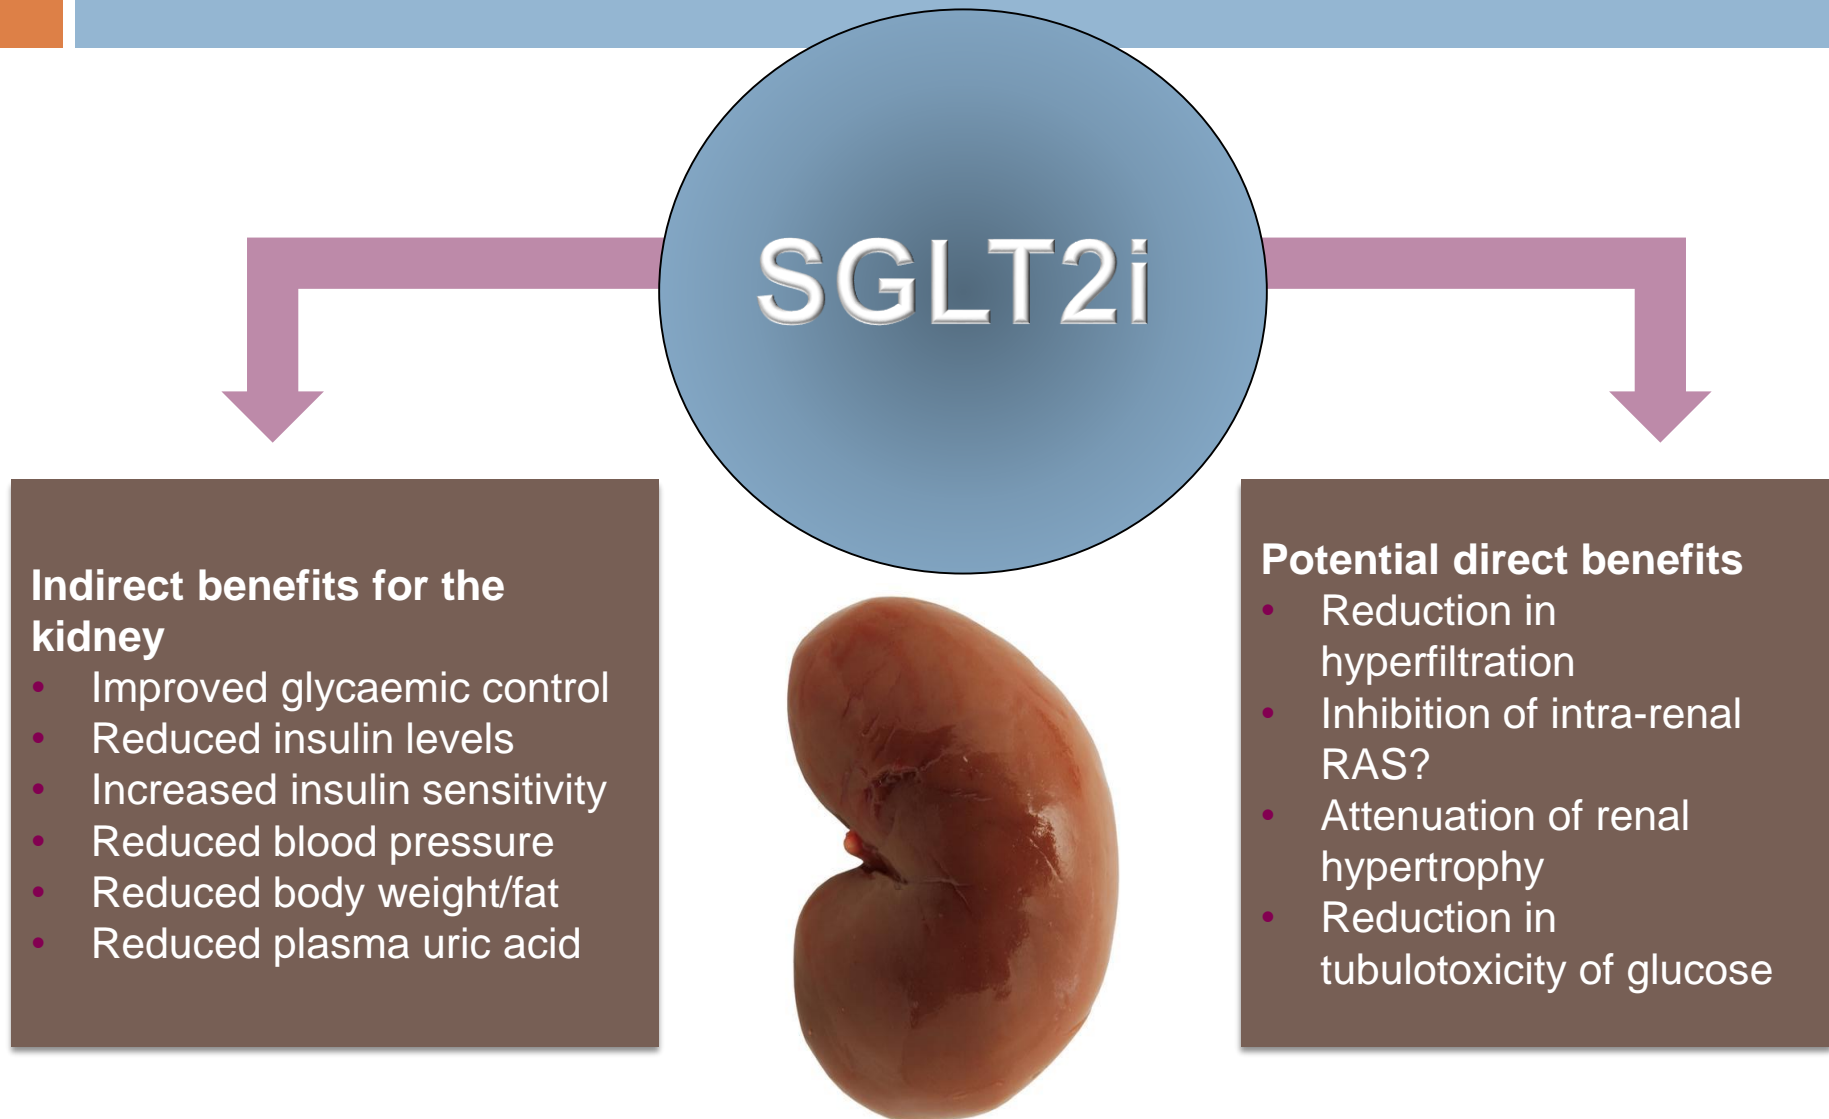 SGLT2i
Indirect benefits for the
kidney
• Improved glycaemic control
• Reduced insulin levels
• Increased insulin sensitivity
• Reduced blood pressure
• Reduced body weight/fat
• Reduced plasma uric acid
Potential direct benefits
• Reduction in
hyperfiltration
• Inhibition of intra-renal
RAS?
• Attenuation of renal
hypertrophy
• Reduction in
tubulotoxicity of glucose